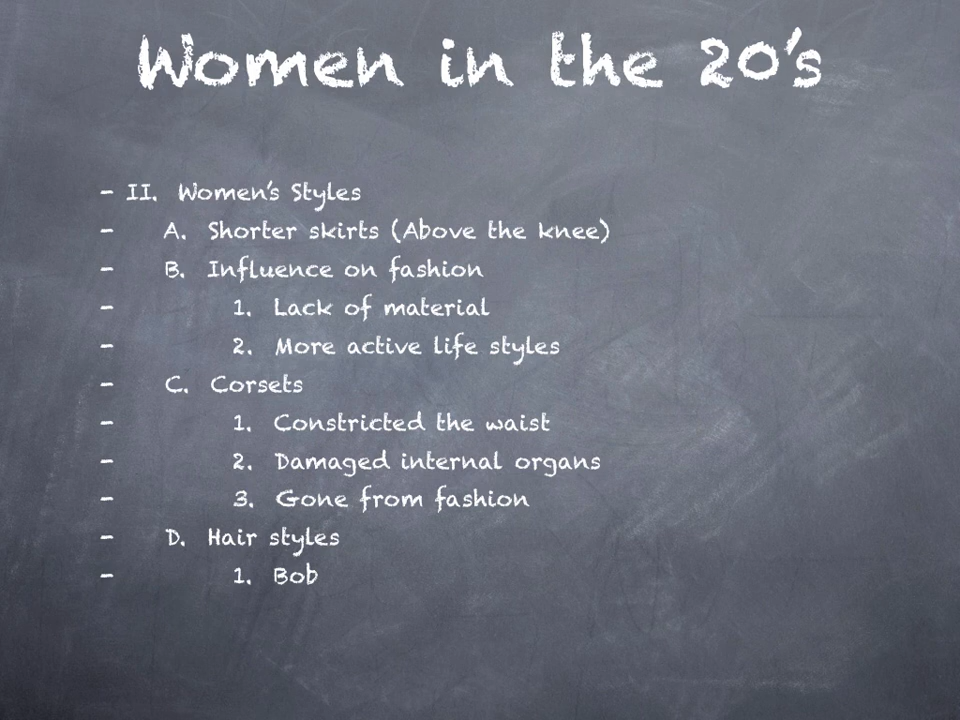 Women in the 20's
- II. Women's Styles
- A. Shorter skirts (Above the knee)
- B. Influence on fashion
- 1. Lack of material
- 2. More active life styles
- C. Corsets
- 1. Constricted the waist
- 2. Damaged internal organs
- 3. Gone from fashion
- D. Hair styles
- 1. Bob